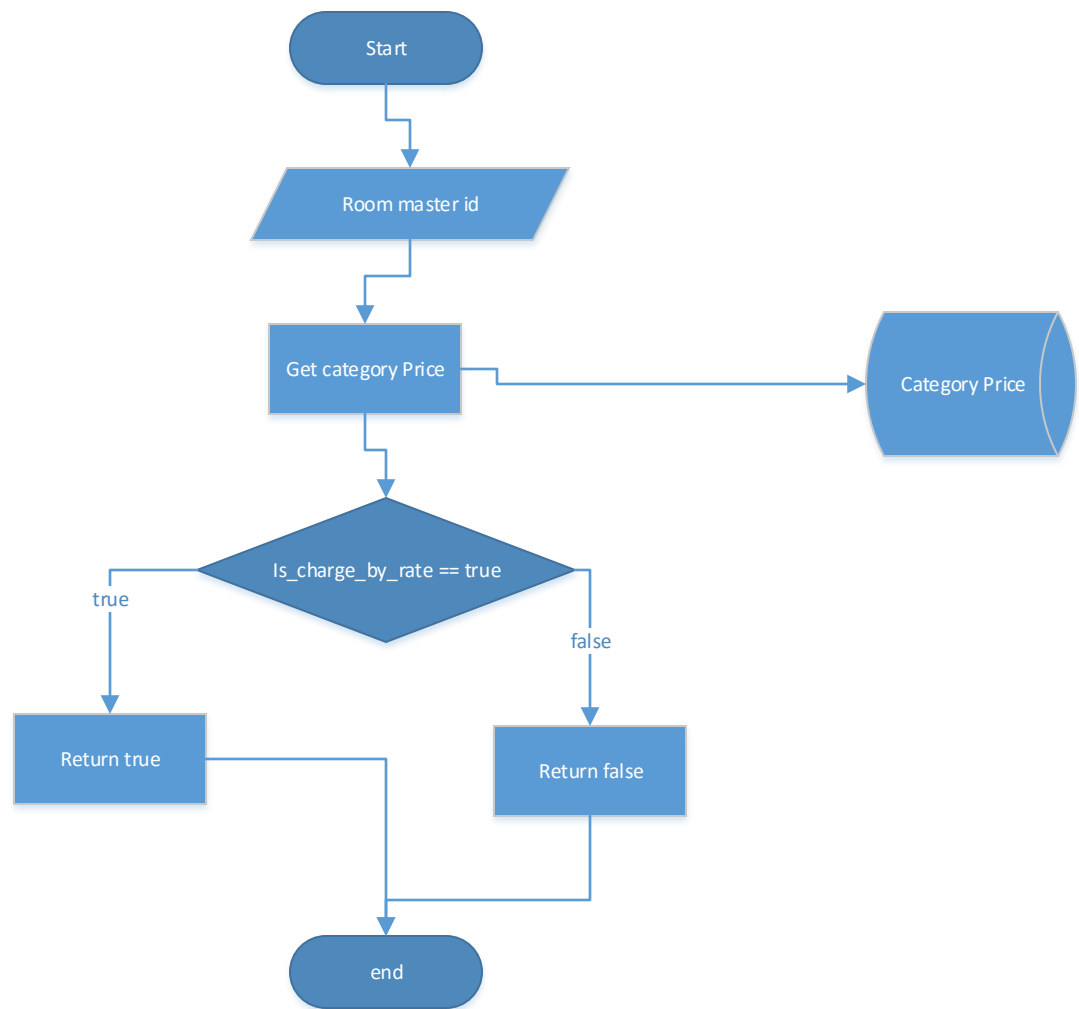 Start
Room master id
Get category Price
Category Price
Is_charge_by_rate == true
true
false
Return true
Return false
end